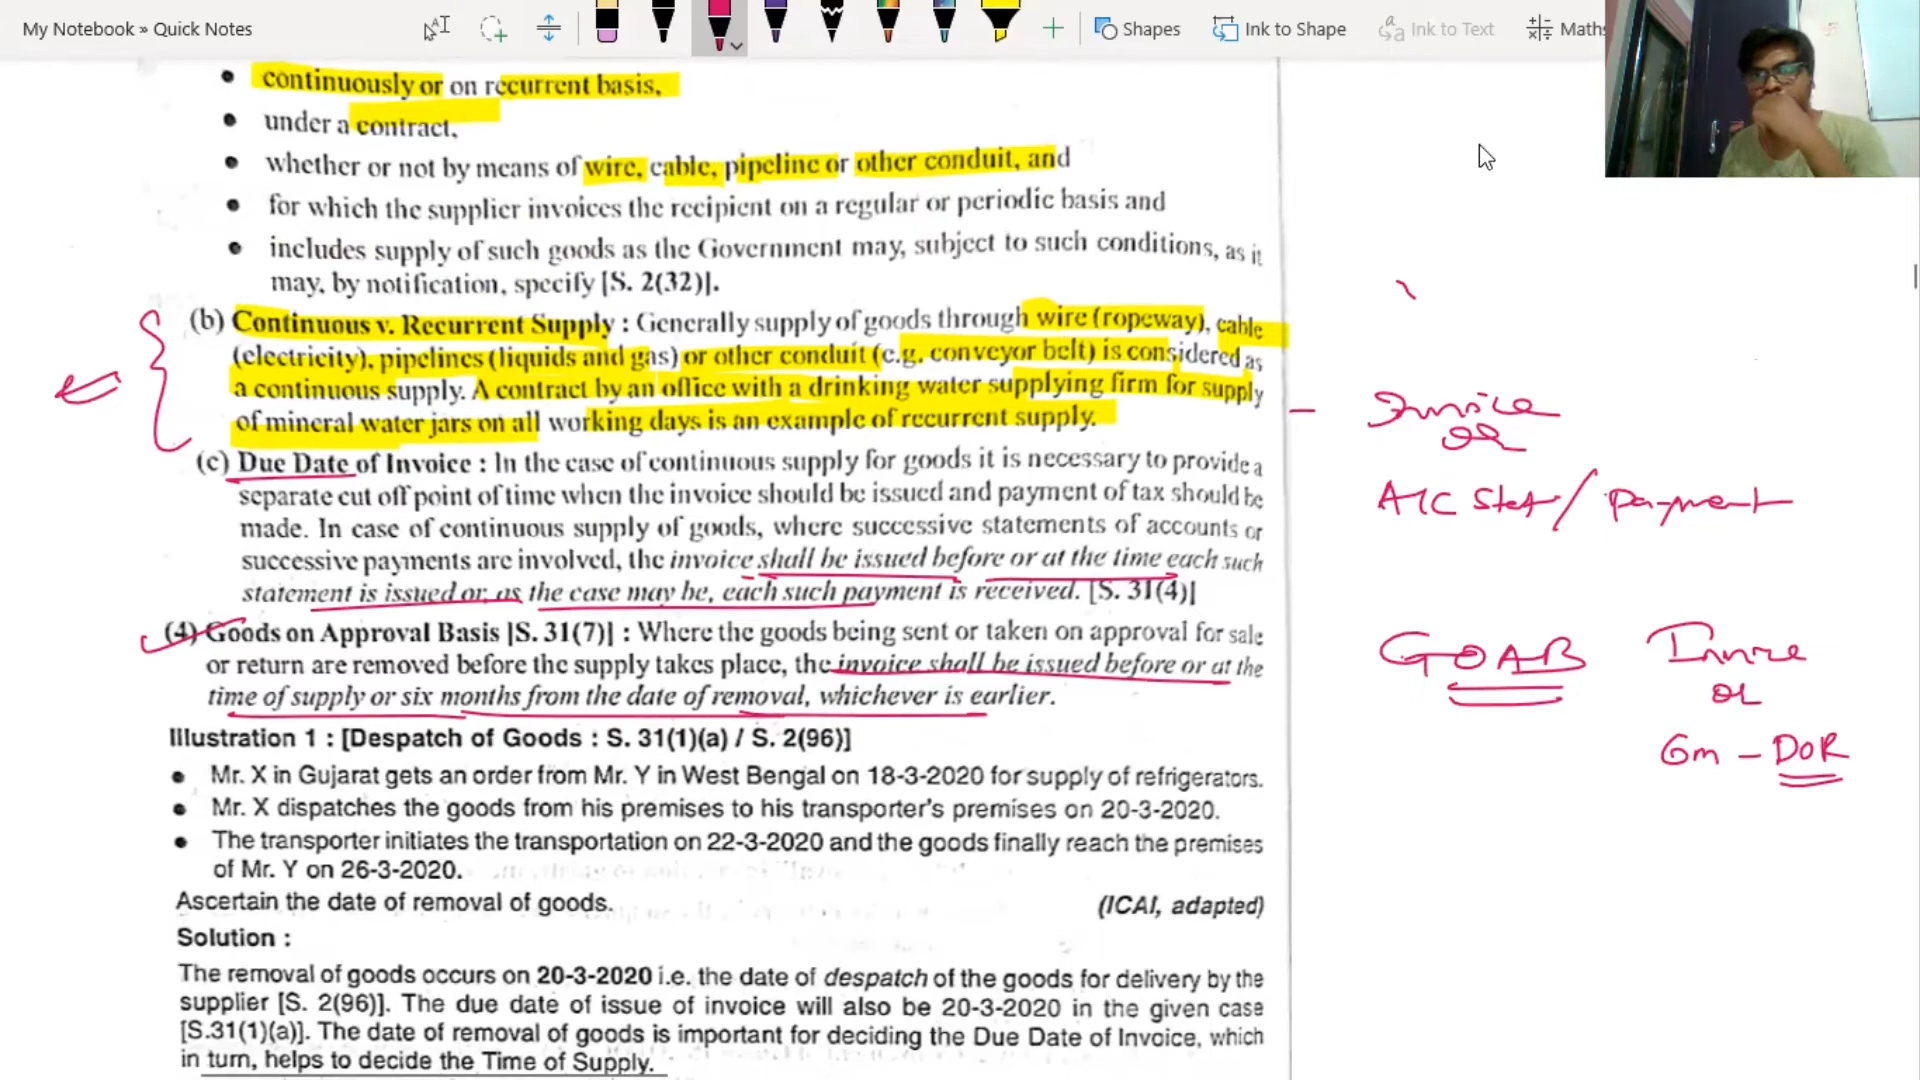 My Notebook » Quick Notes
Shapes
Ink to Shape
Ink to Text
Maths
continuously or on recurrent basis,
under a contract,
whether or not by means of wire, cable, pipeline or other conduit, and
for which the supplier invoices the recipient on a regular or periodic basis and
includes supply of such goods as the Government may, subject to such conditions, as it
may, by notification, specify [S. 2(32)].
(b) Continuous v. Recurrent Supply : Generally supply of goods through wire (ropeway), cable
(electricity), pipelines (liquids and gas) or other conduit (e.g. conveyor belt) is considered as
a continuous supply. A contract by an office with a drinking water supplying firm for supply
of mineral water jars on all working days is an example of recurrent supply.
(c) Due Date of Invoice : In the case of continuous supply for goods it is necessary to provide a
separate cut off point of time when the invoice should be issued and payment of tax should be
made. In case of continuous supply of goods, where successive statements of accounts or
successive payments are involved, the invoice shall be issued before or at the time each such
statement is issued or, as the case may be, each such payment is received. [S. 31(4)]
(4) Goods on Approval Basis [S. 31(7)] : Where the goods being sent or taken on approval for sale
or return are removed before the supply takes place, the invoice shall be issued before or at the
time of supply or six months from the date of removal, whichever is earlier.
Illustration 1 : [Despatch of Goods : S. 31(1)(a) / S. 2(96)]
Mr. X in Gujarat gets an order from Mr. Y in West Bengal on 18-3-2020 for supply of refrigerators.
Mr. X dispatches the goods from his premises to his transporter's premises on 20-3-2020.
The transporter initiates the transportation on 22-3-2020 and the goods finally reach the premises
of Mr. Y on 26-3-2020.
Ascertain the date of removal of goods. (ICAI, adapted)
Solution :
The removal of goods occurs on 20-3-2020 i.e. the date of despatch of the goods for delivery by the
supplier [S. 2(96)]. The due date of issue of invoice will also be 20-3-2020 in the given case
[S.31(1)(a)]. The date of removal of goods is important for deciding the Due Date of Invoice, which
in turn, helps to decide the Time of Supply.
- Invoice
or
A/C Stat / payment
GOAB Invoice
or
6m - DOR